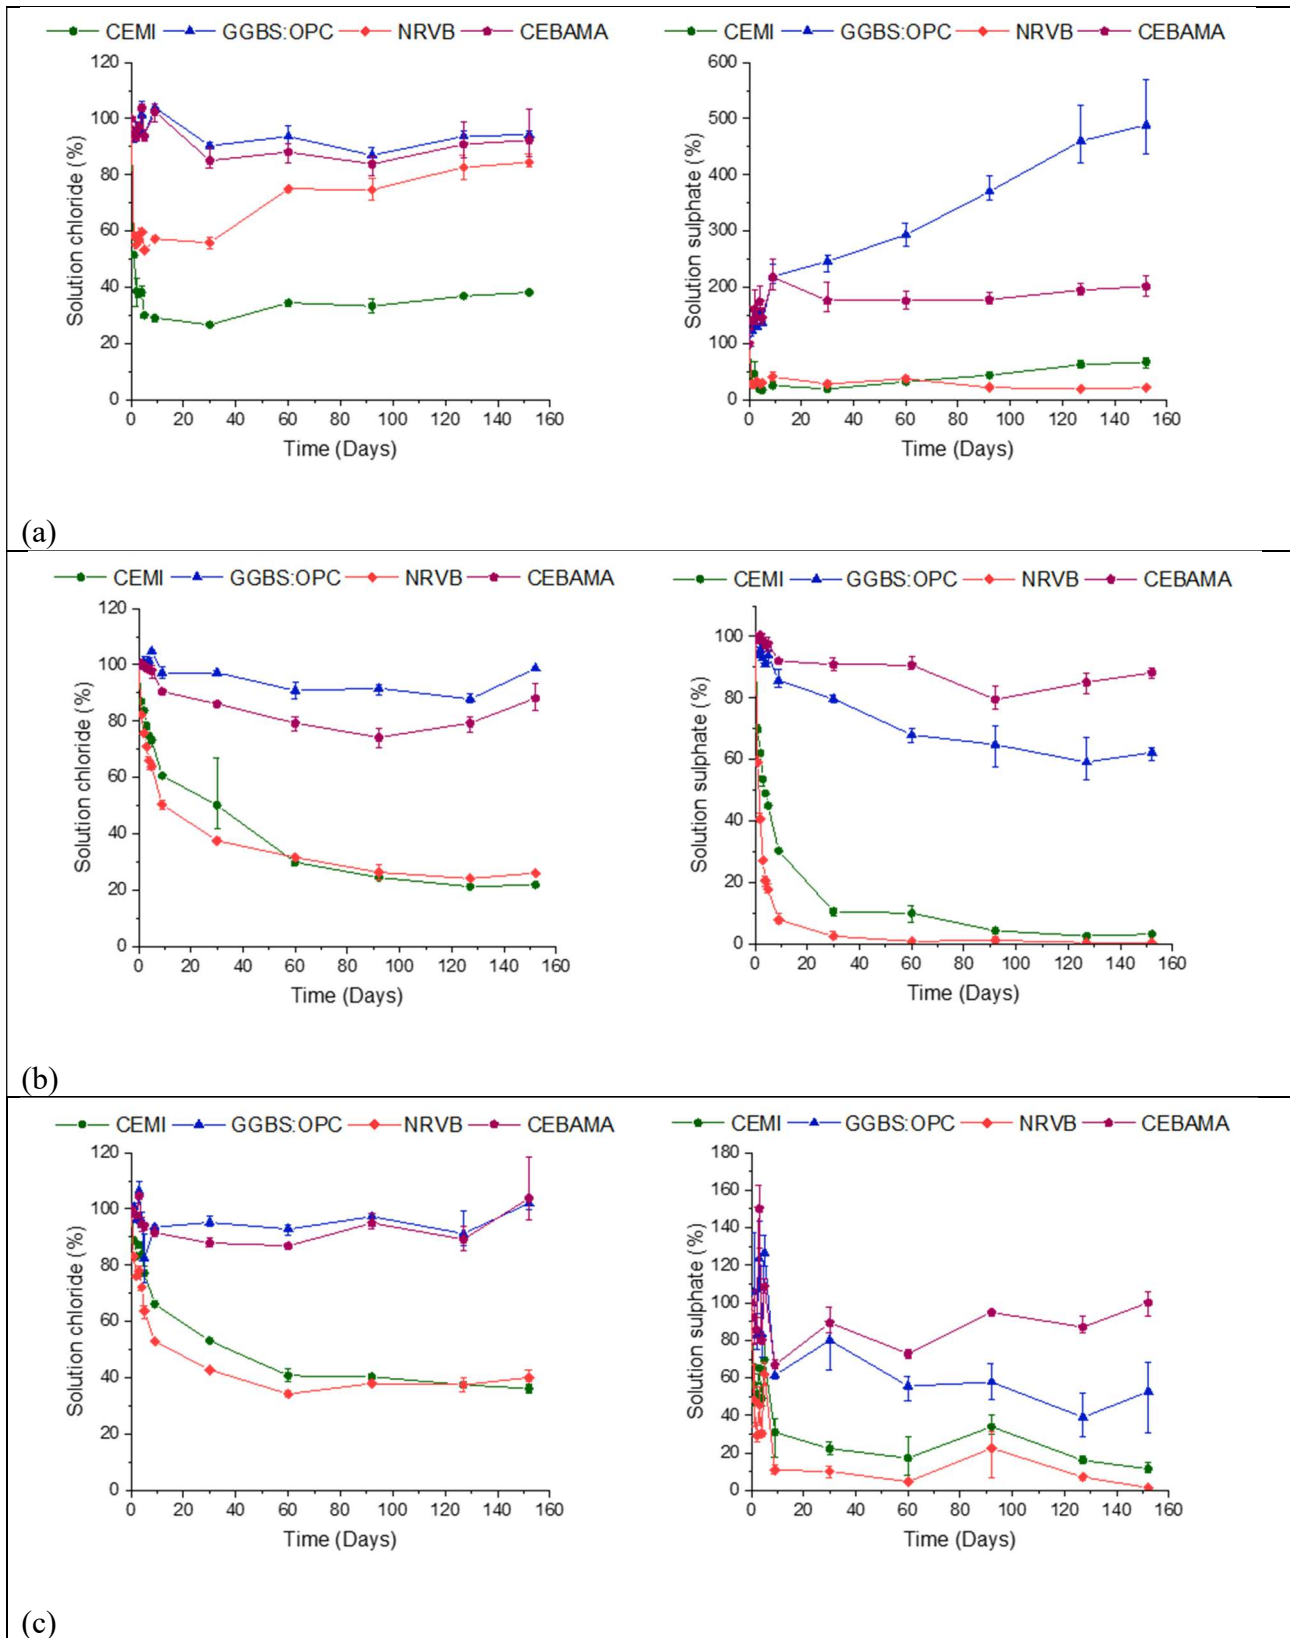 CEMI GGBS:OPC NRVB CEBAMA
120
100
80
60
40
20
0
Solution chloride (%)
0 20 40 60 80 100 120 140 160
Time (Days)
CEMI GGBS:OPC NRVB CEBAMA
600
500
400
300
200
100
0
Solution sulphate (%)
0 20 40 60 80 100 120 140 160
Time (Days)
(a)
CEMI GGBS:OPC NRVB CEBAMA
120
100
80
60
40
20
0
Solution chloride (%)
0 20 40 60 80 100 120 140 160
Time (Days)
CEMI GGBS:OPC NRVB CEBAMA
100
80
60
40
20
0
Solution sulphate (%)
0 20 40 60 80 100 120 140 160
Time (Days)
(b)
CEMI GGBS:OPC NRVB CEBAMA
120
100
80
60
40
20
0
Solution chloride (%)
0 20 40 60 80 100 120 140 160
Time (Days)
CEMI GGBS:OPC NRVB CEBAMA
180
160
140
120
100
80
60
40
20
0
Solution sulphate (%)
0 20 40 60 80 100 120 140 160
Time (Days)
(c)